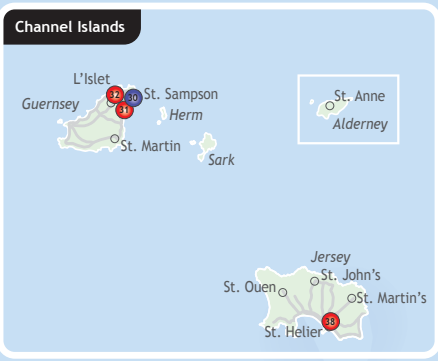 Channel Islands
L'Islet
32
30
St. Sampson
31
Guernsey
Herm
St. Martin
Sark
St. Anne
Alderney
Jersey
St. John's
St. Ouen
St. Martin's
38
St. Helier